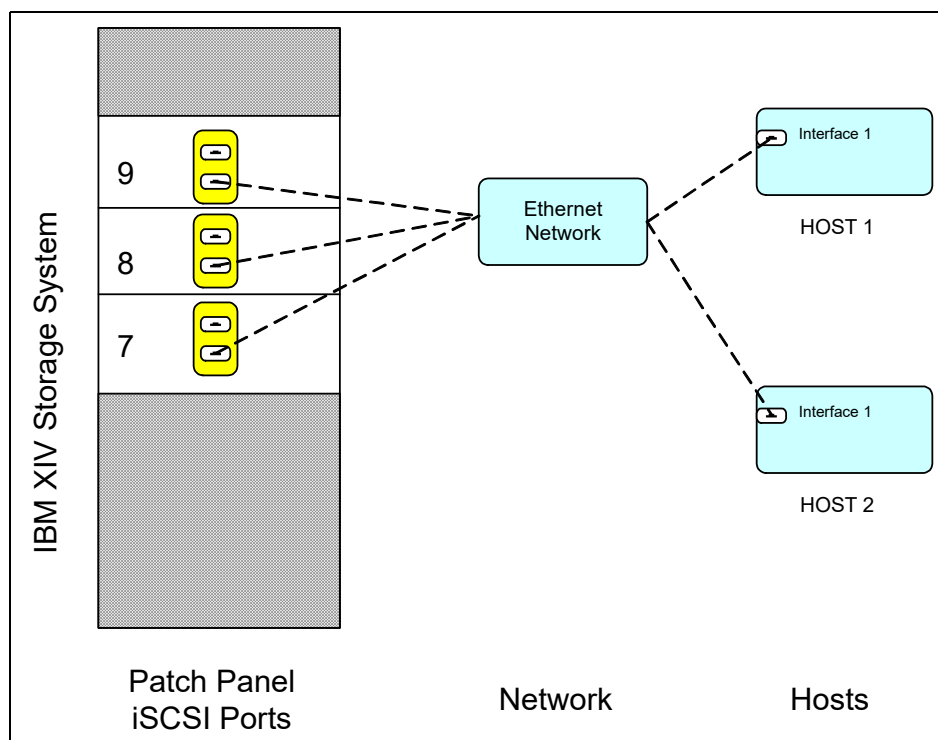 IBM XIV Storage System
9
8
7
Ethernet
Network
Interface 1
HOST 1
Interface 1
HOST 2
Patch Panel
iSCSI Ports
Network
Hosts